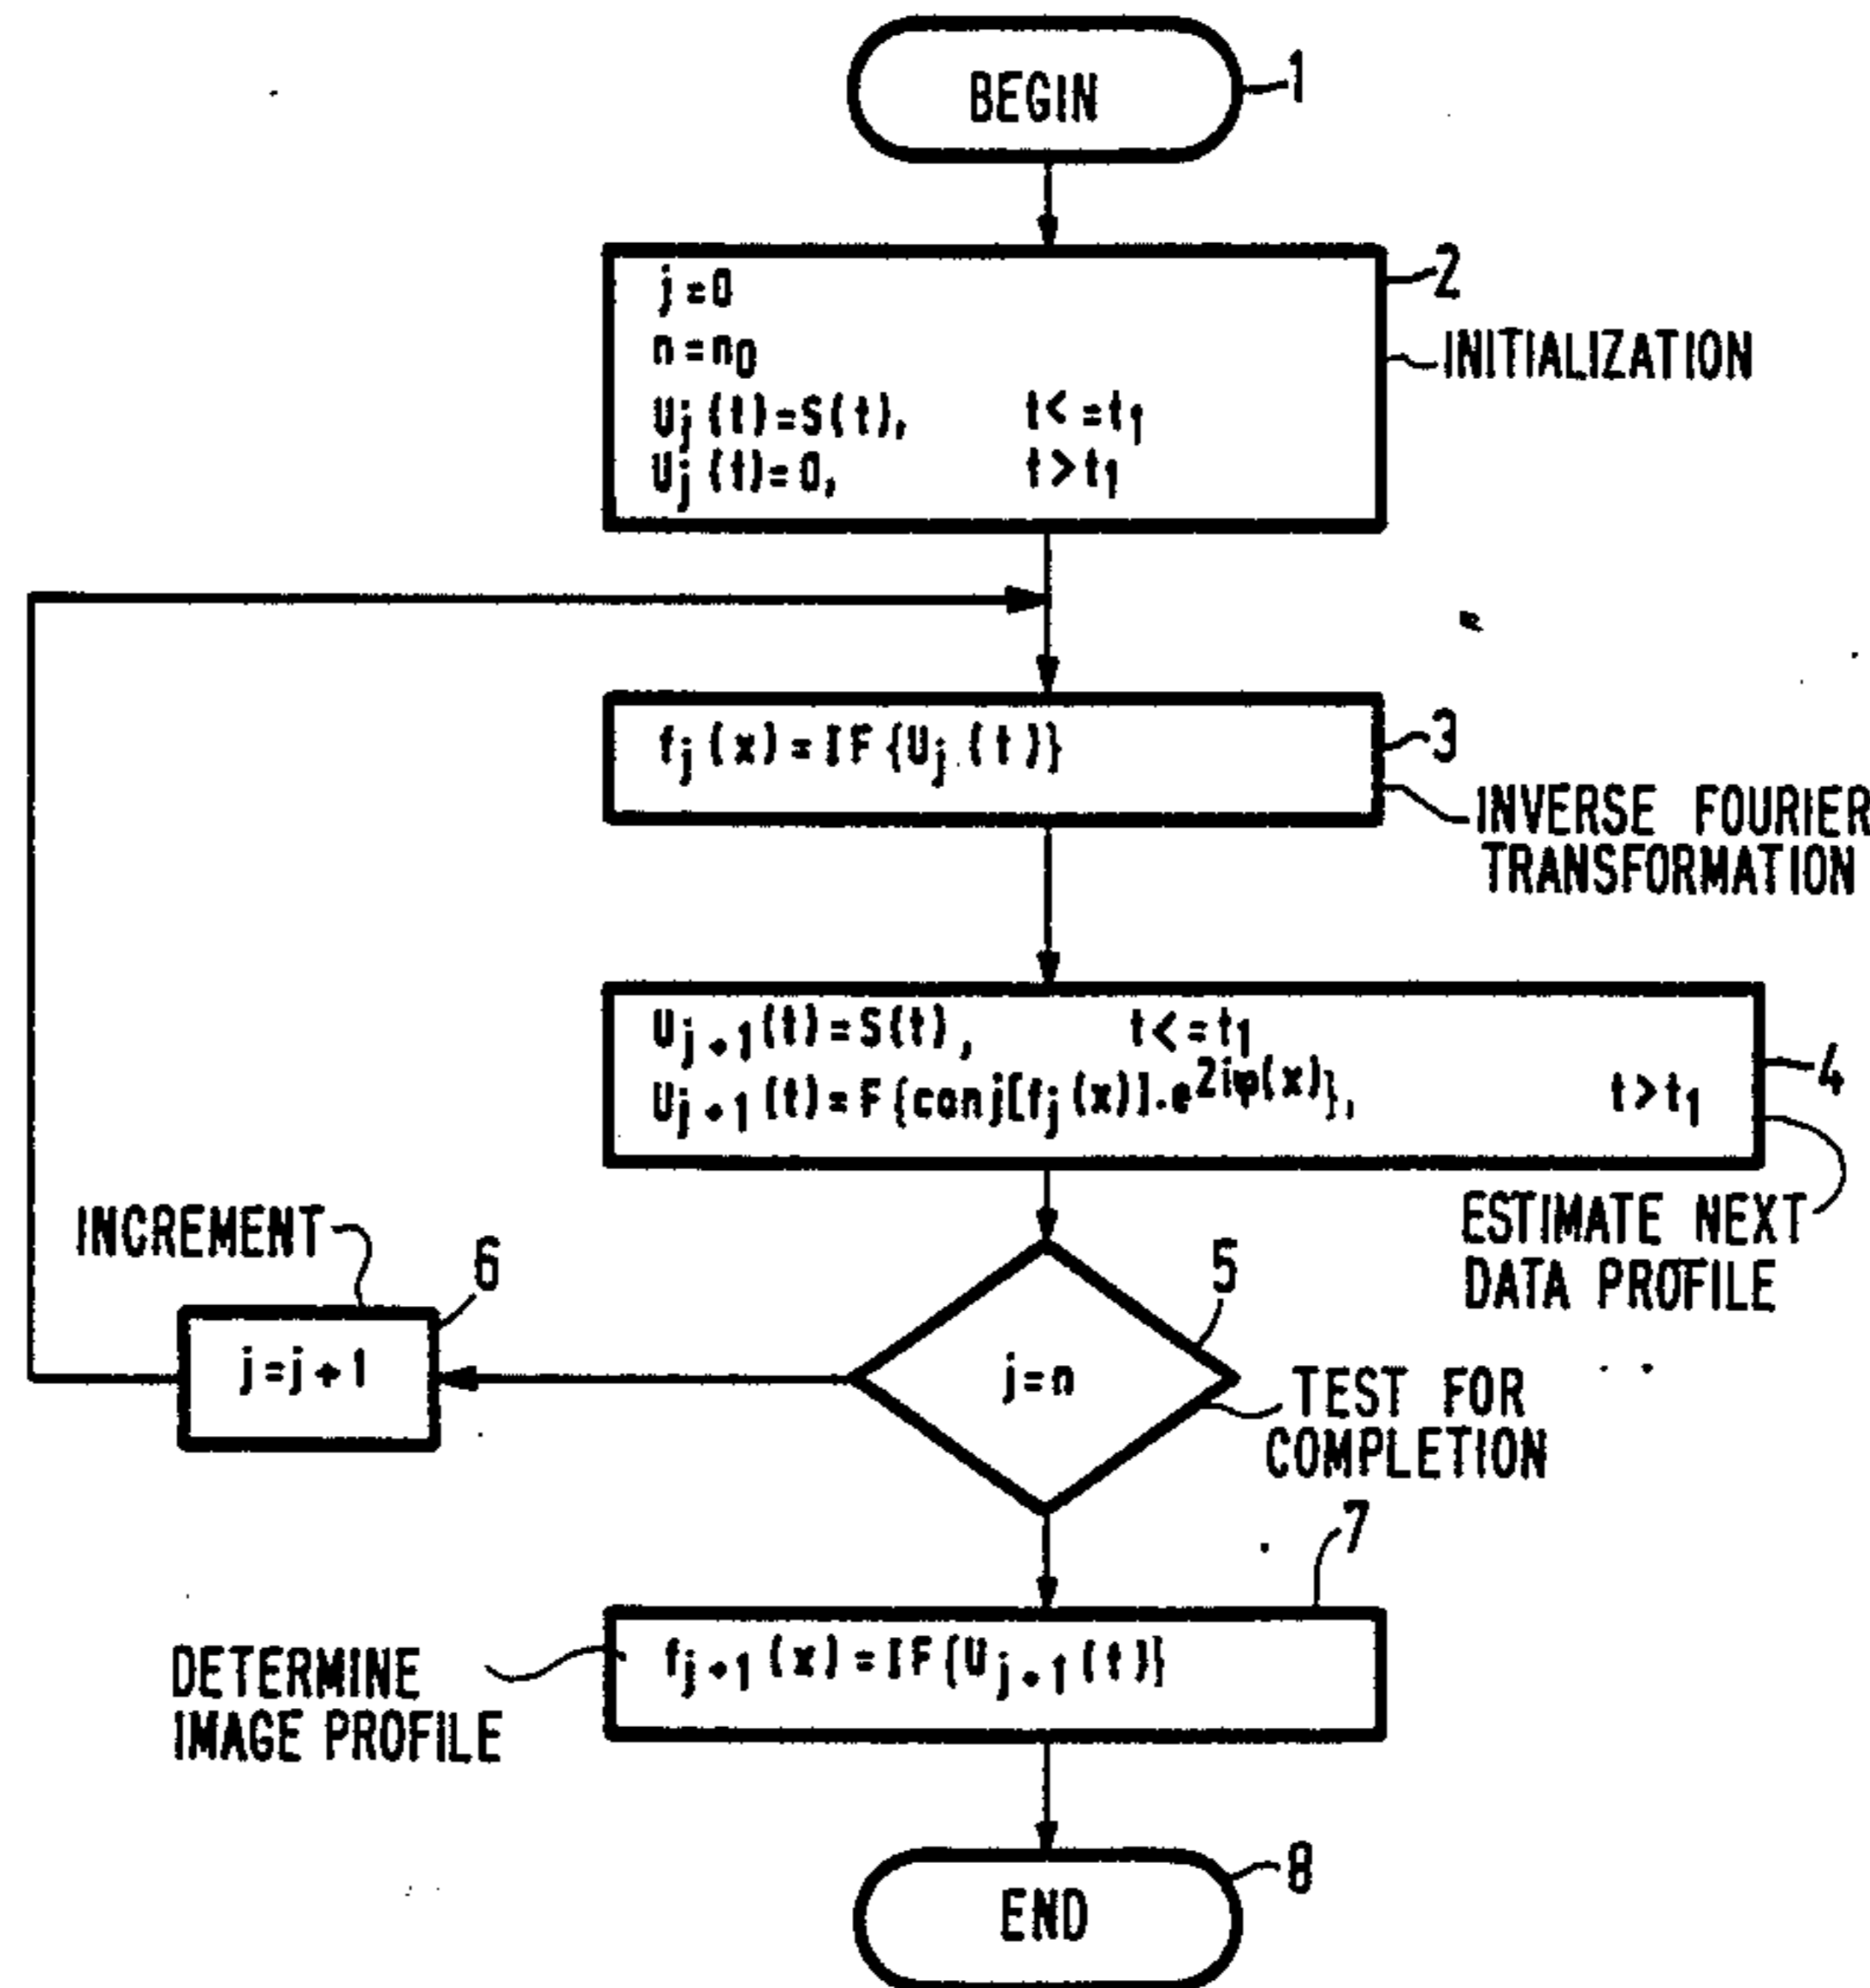 BEGIN
1
j=0
n=n0
Uj(t)=S(t), t<=t1
Uj(t)=0, t>t1
2
INITIALIZATION
fj(x)=IF{Uj(t)}
3
INVERSE FOURIER
TRANSFORMATION
Uj+1(t)=S(t), t<=t1
Uj+1(t)=F{conj[fj(x)].e^2iφ(x)}, t>t1
4
ESTIMATE NEXT
DATA PROFILE
INCREMENT
6
j=j+1
5
j=n
TEST FOR
COMPLETION
7
DETERMINE
IMAGE PROFILE
fj+1(x)=IF{Uj+1(t)}
END
8